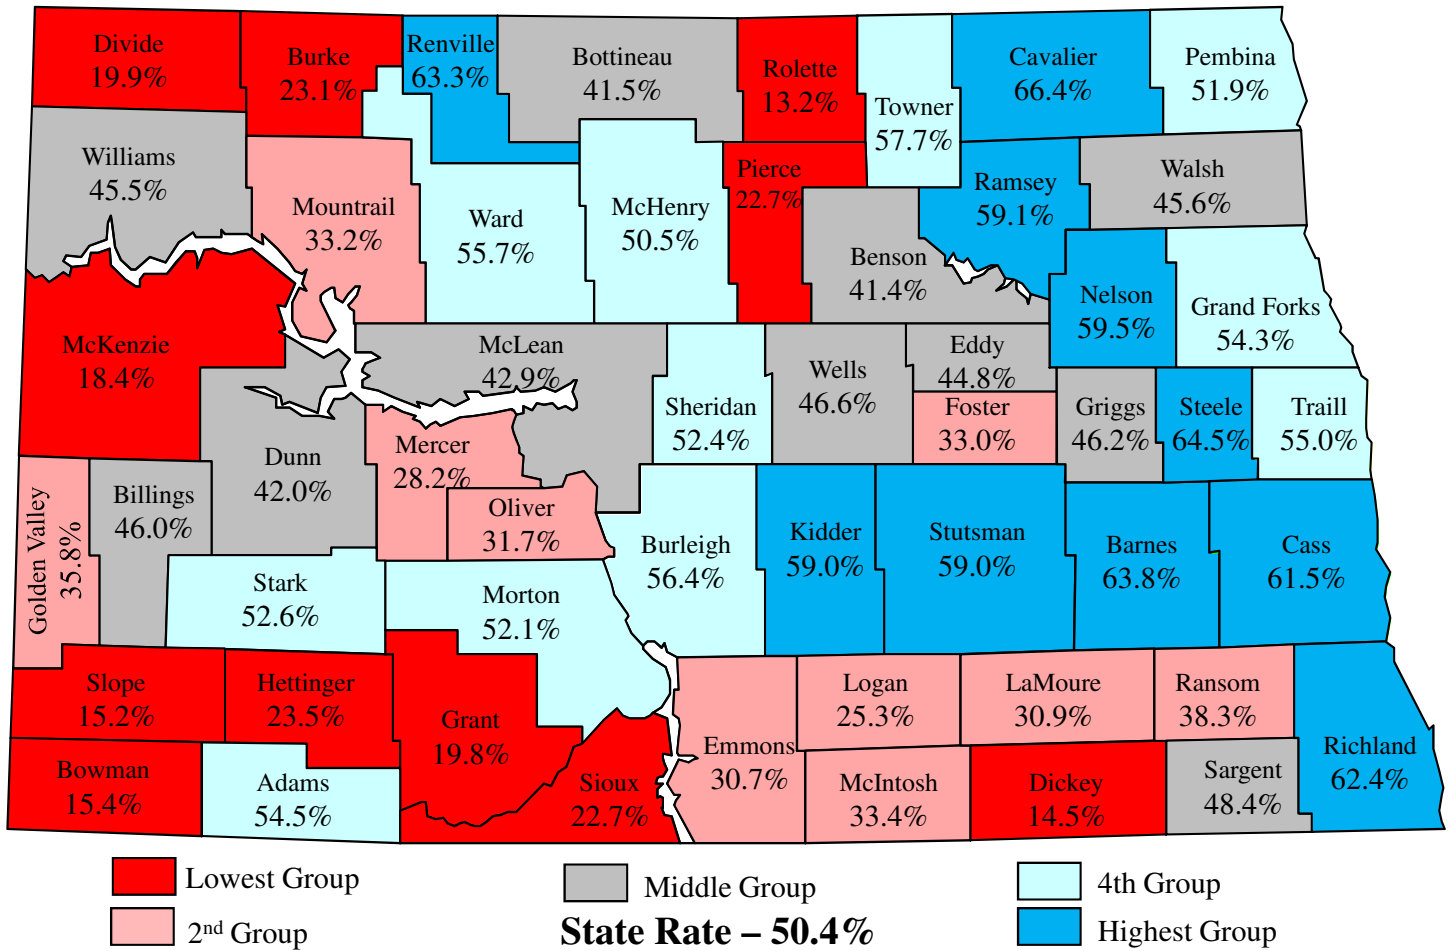 Divide
19.9%
Burke
23.1%
Renville
63.3%
Bottineau
41.5%
Rolette
13.2%
Towner
57.7%
Cavalier
66.4%
Pembina
51.9%
Williams
45.5%
Mountrail
33.2%
Ward
55.7%
McHenry
50.5%
Pierce
22.7%
Benson
41.4%
Ramsey
59.1%
Walsh
45.6%
Nelson
59.5%
Grand Forks
54.3%
McKenzie
18.4%
McLean
42.9%
Sheridan
52.4%
Wells
46.6%
Eddy
44.8%
Foster
33.0%
Griggs
46.2%
Steele
64.5%
Traill
55.0%
Dunn
42.0%
Mercer
28.2%
Oliver
31.7%
Golden Valley
35.8%
Billings
46.0%
Stark
52.6%
Morton
52.1%
Burleigh
56.4%
Kidder
59.0%
Stutsman
59.0%
Barnes
63.8%
Cass
61.5%
Slope
15.2%
Hettinger
23.5%
Grant
19.8%
Emmons
30.7%
Logan
25.3%
LaMoure
30.9%
Ransom
38.3%
Richland
62.4%
Bowman
15.4%
Adams
54.5%
Sioux
22.7%
McIntosh
33.4%
Dickey
14.5%
Sargent
48.4%
Lowest Group
2nd Group
Middle Group
State Rate – 50.4%
4th Group
Highest Group